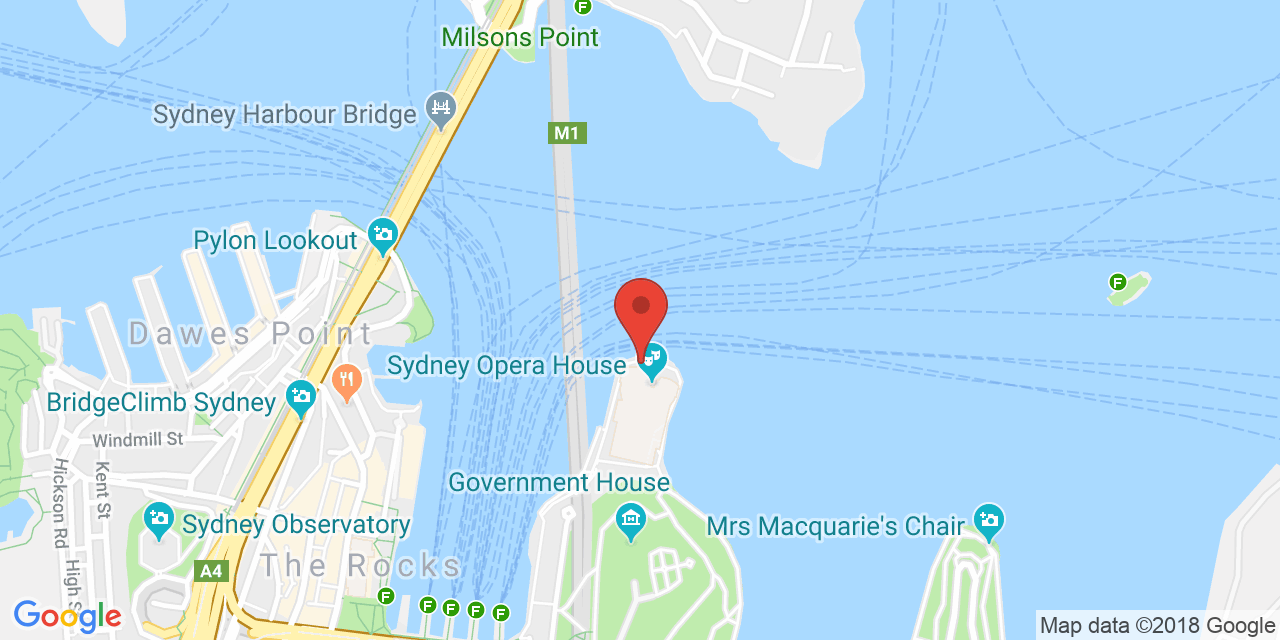 Milsons Point
Sydney Harbour Bridge
M1
Pylon Lookout
Dawes Point
Sydney Opera House
BridgeClimb Sydney
Windmill St
Hickson Rd
Kent St
High St
Government House
Sydney Observatory
Mrs Macquarie's Chair
The Rocks
A4
F
F
F
F
F
F
F
Google
Map data ©2018 Google